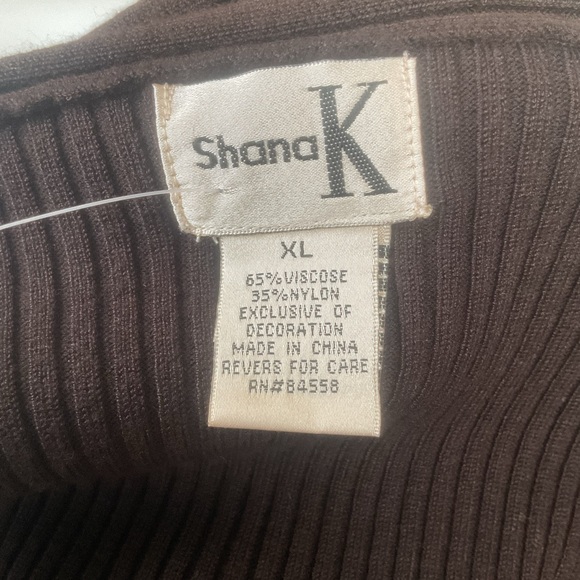 Shana K
XL
65%VISCOSE
35%NYLON
EXCLUSIVE OF
DECORATION
MADE IN CHINA
REVERS FOR CARE
RN#84558